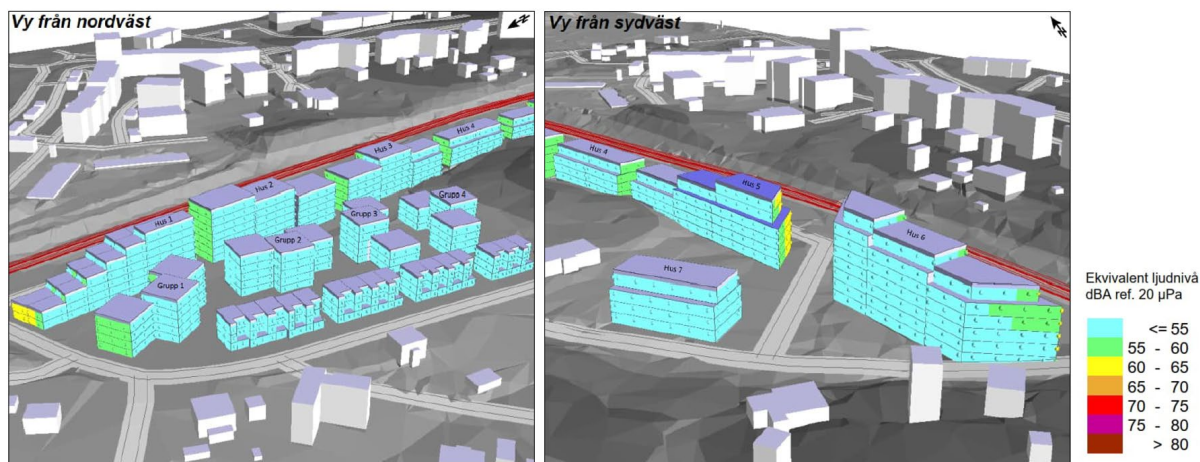 Vy från nordväst
N
Hus 4
Hus 3
Hus 2
Hus 1
Grupp 4
Grupp 3
Grupp 2
Grupp 1
Vy från sydväst
N
Hus 4
Hus 5
Hus 6
Hus 7
Ekvivalent ljudnivå
dBA ref. 20 µPa
<= 55
55 - 60
60 - 65
65 - 70
70 - 75
75 - 80
> 80